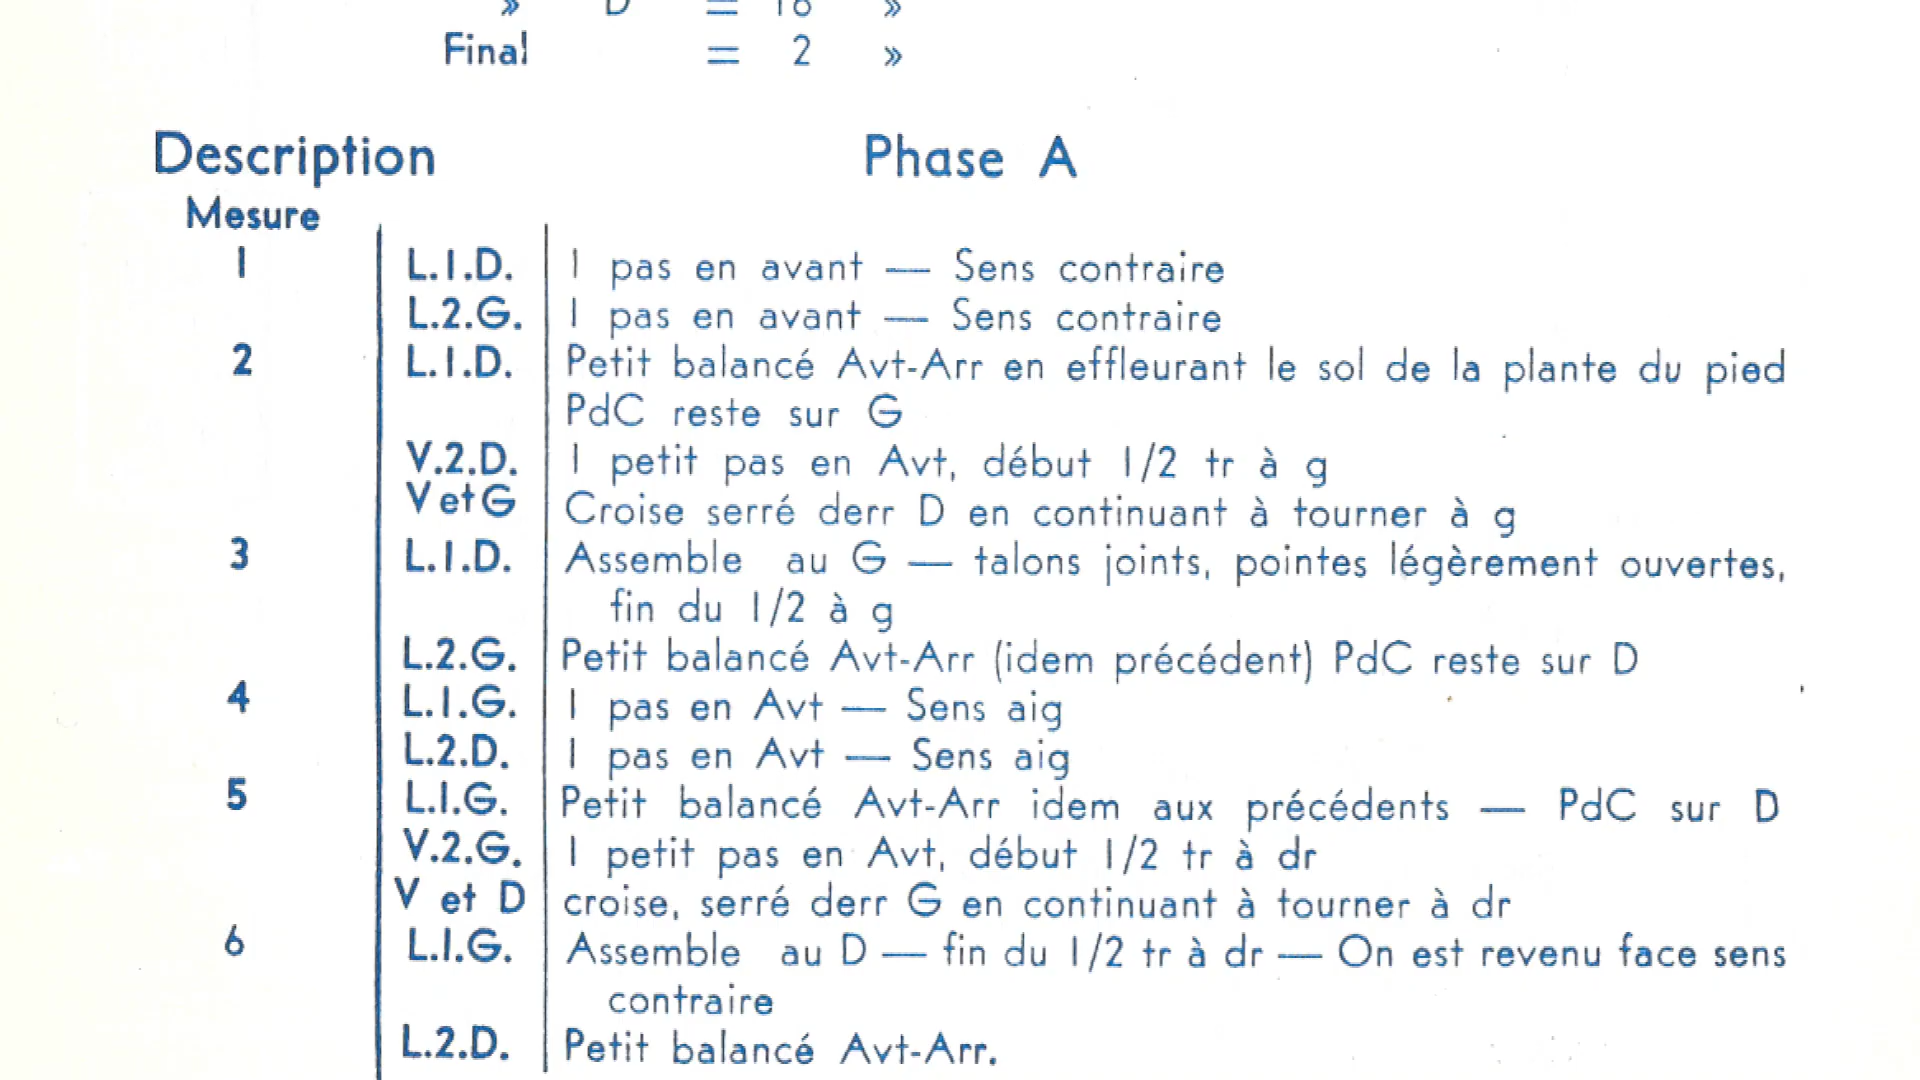 » D = 16 »
Final = 2 »
Description Phase A
Mesure
1 L.1.D. 1 pas en avant — Sens contraire
L.2.G. 1 pas en avant — Sens contraire
2 L.1.D. Petit balancé Avt-Arr en effleurant le sol de la plante du pied
PdC reste sur G
V.2.D. 1 petit pas en Avt, début 1/2 tr à g
V et G Croise serré derr D en continuant à tourner à g
3 L.1.D. Assemble au G — talons joints, pointes légèrement ouvertes,
fin du 1/2 à g
L.2.G. Petit balancé Avt-Arr (idem précédent) PdC reste sur D
4 L.1.G. 1 pas en Avt — Sens aig
L.2.D. 1 pas en Avt — Sens aig
5 L.1.G. Petit balancé Avt-Arr idem aux précédents — PdC sur D
V.2.G. 1 petit pas en Avt, début 1/2 tr à dr
V et D croise, serré derr G en continuant à tourner à dr
6 L.1.G. Assemble au D — fin du 1/2 tr à dr — On est revenu face sens
contraire
L.2.D. Petit balancé Avt-Arr.